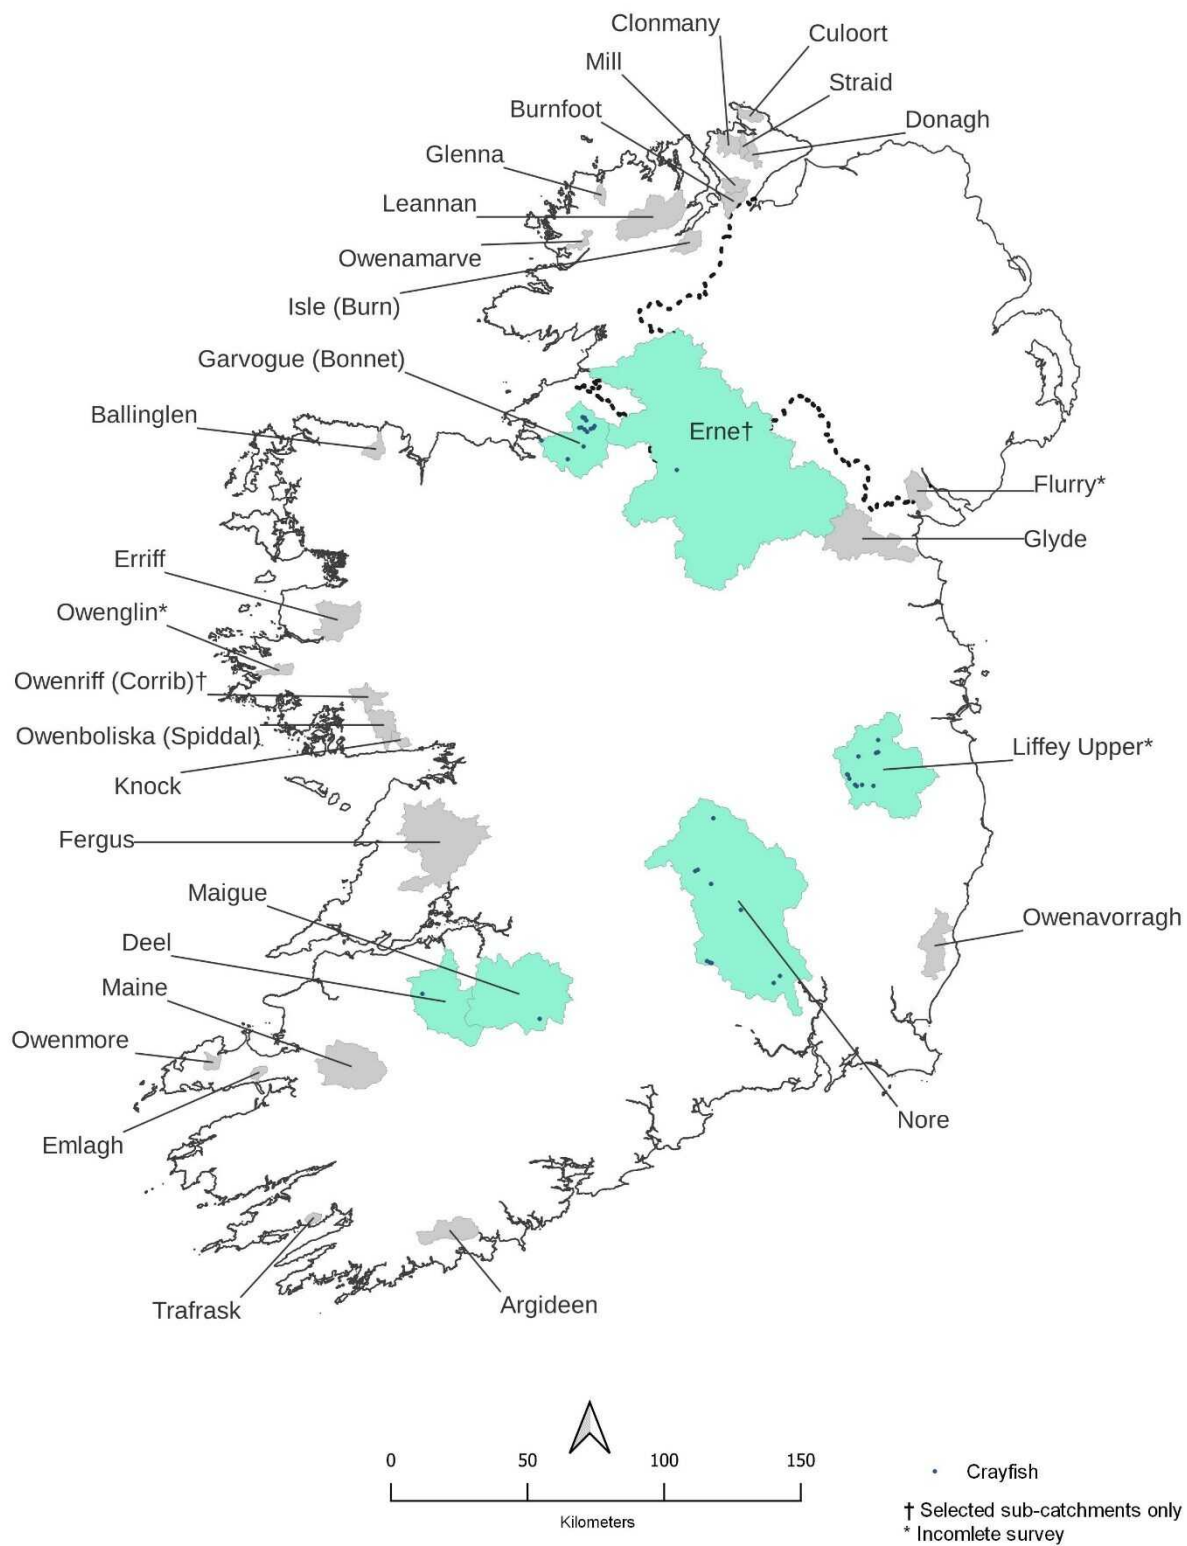 Clonmany
Culoort
Mill
Straid
Burnfoot
Donagh
Glenna
Leannan
Owenamarve
Isle (Burn)
Garvogue (Bonnet)
Ballinglen
Erne†
Flurry*
Glyde
Erriff
Owenglin*
Owenriff (Corrib)†
Owenboliska (Spiddal)
Knock
Liffey Upper*
Fergus
Maigue
Owenavorragh
Deel
Maine
Owenmore
Emlagh
Nore
Trafrask
Argideen
0 50 100 150
Kilometers
Crayfish
† Selected sub-catchments only
* Incomlete survey